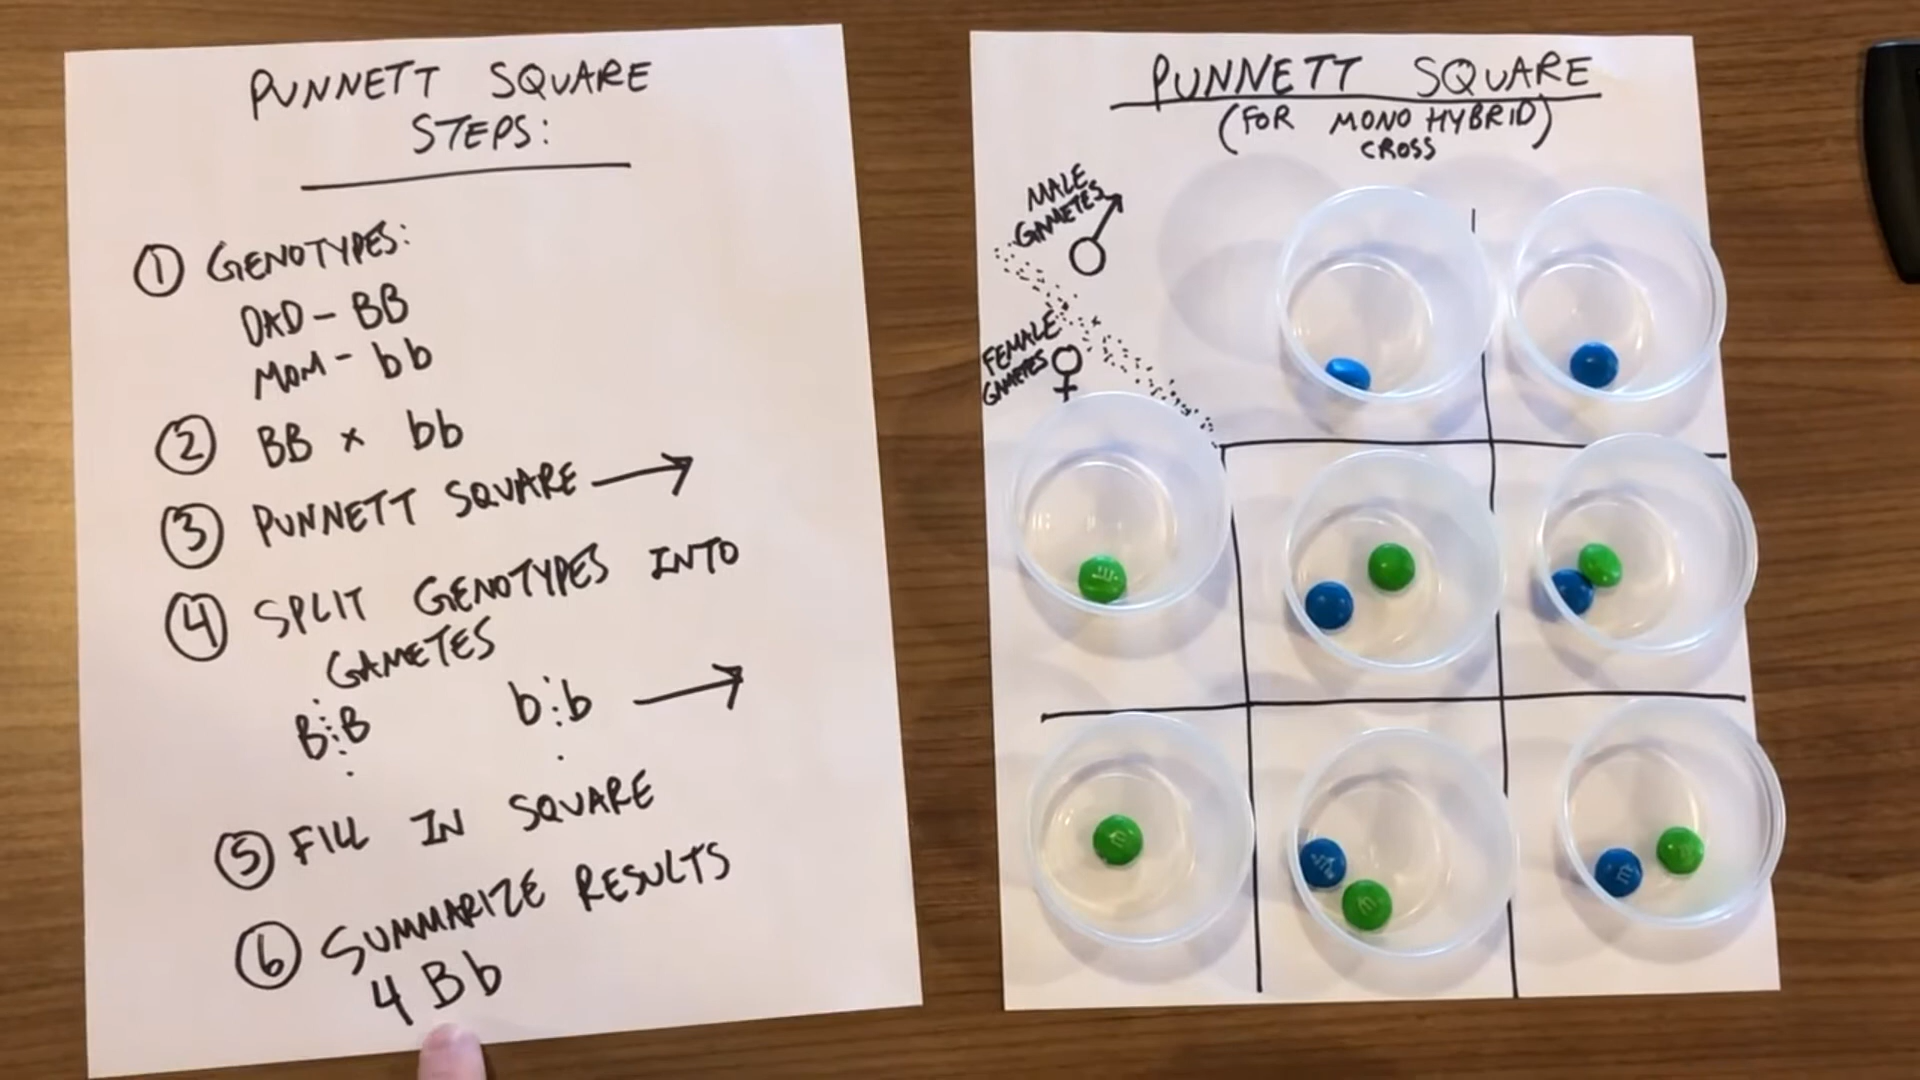 PUNNETT SQUARE
STEPS:
① GENOTYPES:
DAD - BB
MOM - bb
② BB x bb
③ PUNNETT SQUARE →
④ SPLIT GENOTYPES INTO
GAMETES
B⋮B b⋮b →
⑤ FILL IN SQUARE
⑥ SUMMARIZE RESULTS
4 Bb
PUNNETT SQUARE
(FOR MONO HYBRID)
CROSS
MALE
GAMETES ♂
FEMALE
GAMETES ♀
m
m
m
m
m